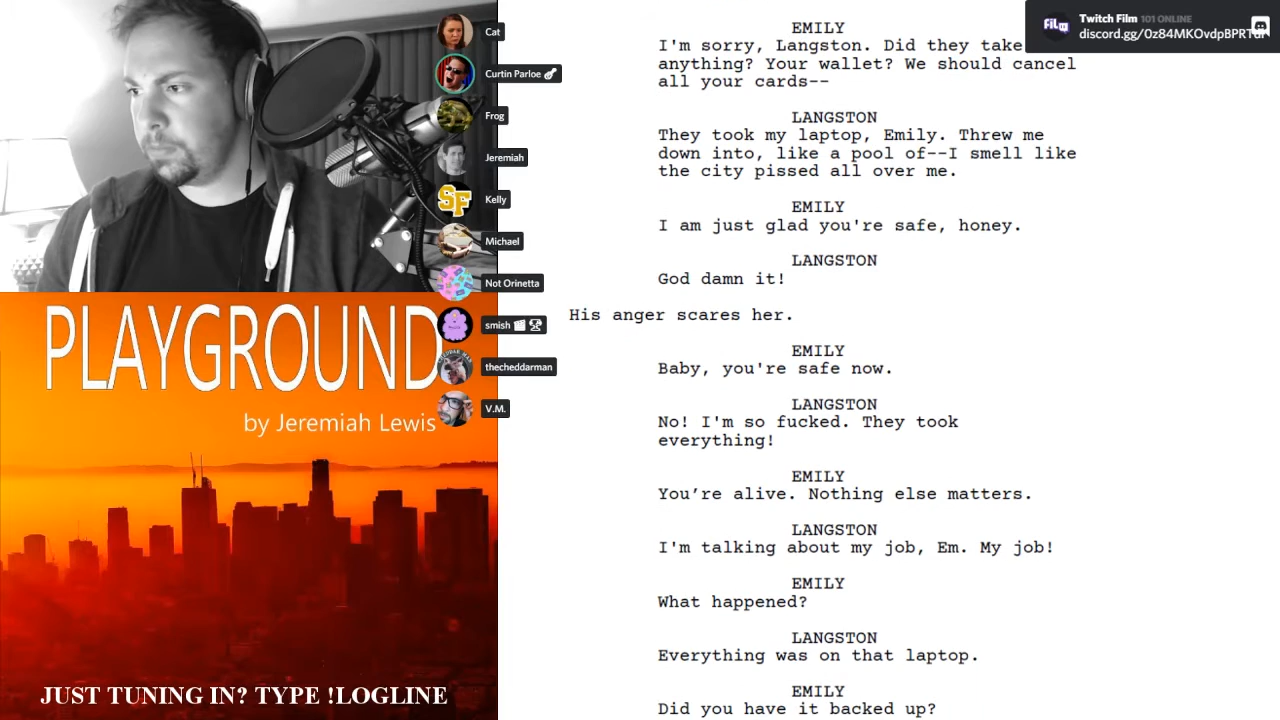 Cat
Curtin Parloe
Frog
Jeremiah
Kelly
SF
Michael
Not Orinetta
smish
thecheddarman
V.M.
PLAYGROUND
by Jeremiah Lewis
JUST TUNING IN? TYPE !LOGLINE
Film
Twitch Film 101 ONLINE
EMILY
I'm sorry, Langston. Did they take
anything? Your wallet? We should cancel
all your cards--
LANGSTON
They took my laptop, Emily. Threw me
down into, like a pool of--I smell like
the city pissed all over me.
EMILY
I am just glad you're safe, honey.
LANGSTON
God damn it!
His anger scares her.
EMILY
Baby, you're safe now.
LANGSTON
No! I'm so fucked. They took
everything!
EMILY
You’re alive. Nothing else matters.
LANGSTON
I'm talking about my job, Em. My job!
EMILY
What happened?
LANGSTON
Everything was on that laptop.
EMILY
Did you have it backed up?